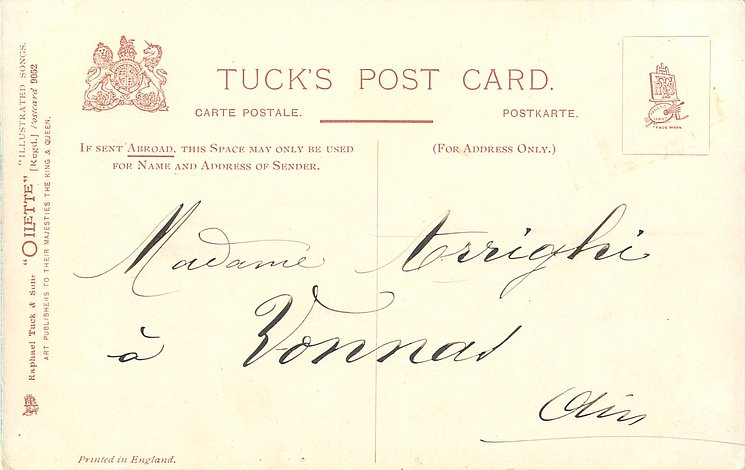 TUCK'S POST CARD.
CARTE POSTALE. POSTKARTE.
IF SENT ABROAD, THIS SPACE MAY ONLY BE USED
FOR NAME AND ADDRESS OF SENDER.
(FOR ADDRESS ONLY.)
TRADE MARK
Madame Arrighi
à Vonnas
Ain
Raphael Tuck & Sons' "OILETTE" "ILLUSTRATED SONGS.
[Regd.] Postcard 9052
ART PUBLISHERS TO THEIR MAJESTIES THE KING & QUEEN.
Printed in England.